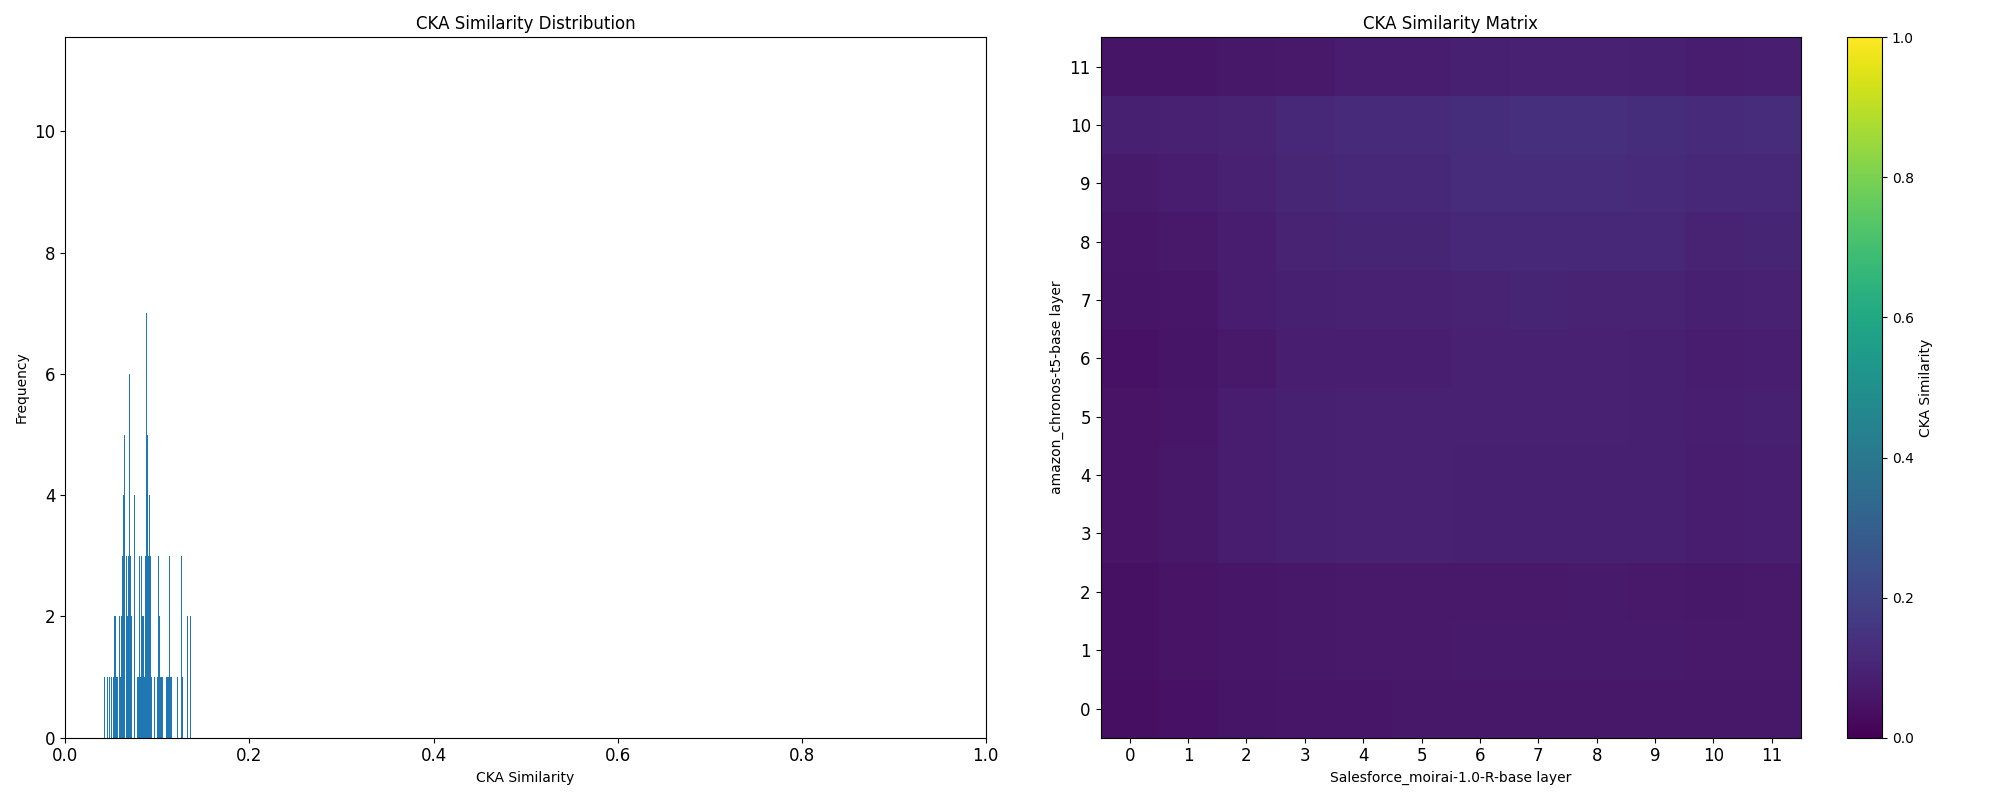 CKA Similarity Distribution
Frequency
10
8
6
4
2
0
0.0 0.2 0.4 0.6 0.8 1.0
CKA Similarity
CKA Similarity Matrix
amazon_chronos-t5-base layer
11
10
9
8
7
6
5
4
3
2
1
0
0 1 2 3 4 5 6 7 8 9 10 11
Salesforce_moirai-1.0-R-base layer
1.0
0.8
0.6
0.4
0.2
0.0
CKA Similarity